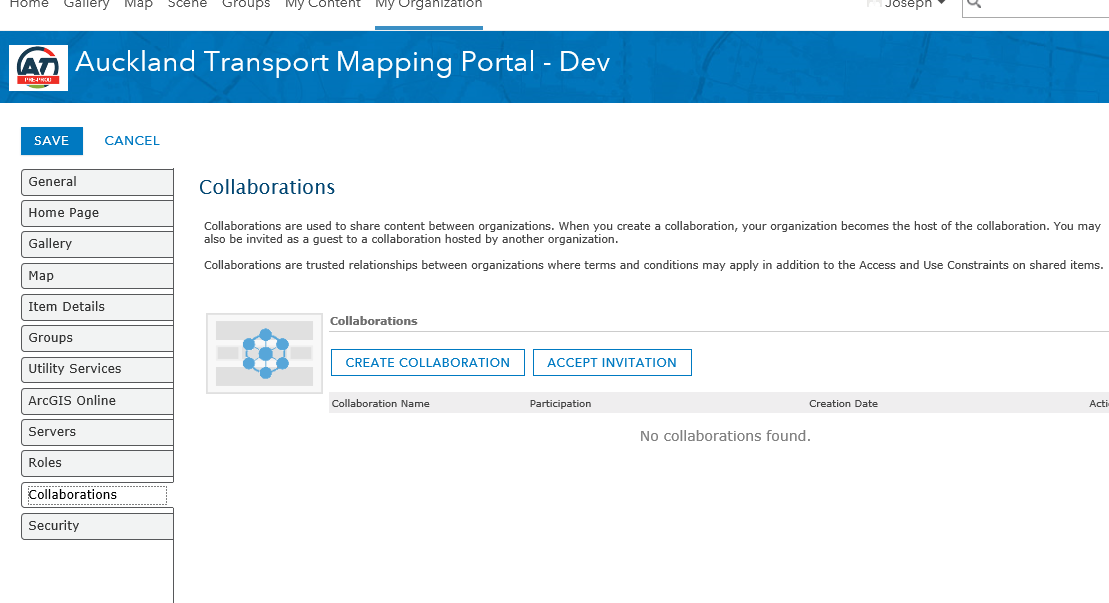 Home Gallery Map Scene Groups My Content My Organization Joseph
AT
PRE-PROD
Auckland Transport Mapping Portal - Dev
SAVE CANCEL
General
Home Page
Gallery
Map
Item Details
Groups
Utility Services
ArcGIS Online
Servers
Roles
Collaborations
Security
Collaborations
Collaborations are used to share content between organizations. When you create a collaboration, your organization becomes the host of the collaboration. You may
also be invited as a guest to a collaboration hosted by another organization.
Collaborations are trusted relationships between organizations where terms and conditions may apply in addition to the Access and Use Constraints on shared items.
Collaborations
CREATE COLLABORATION ACCEPT INVITATION
Collaboration Name Participation Creation Date Acti
No collaborations found.